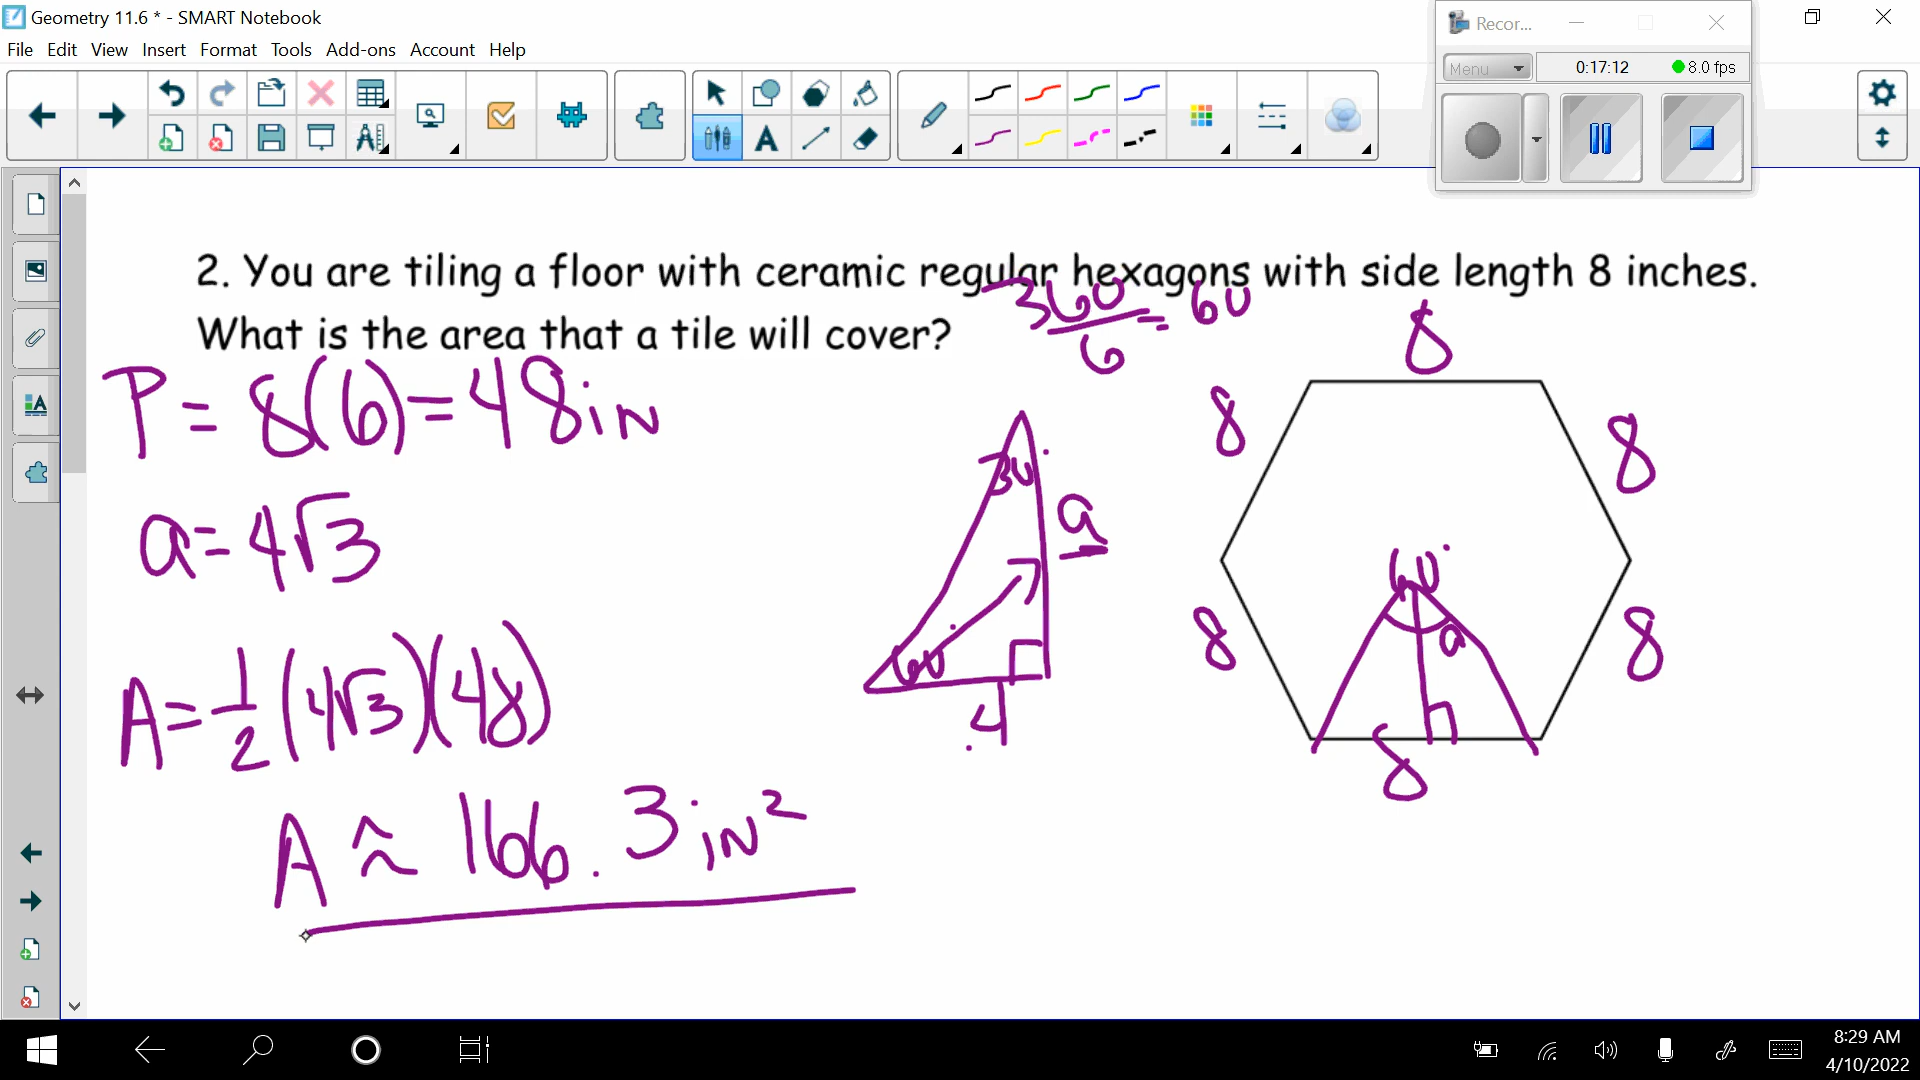 Geometry 11.6 * - SMART Notebook
File Edit View Insert Format Tools Add-ons Account Help
Recor...
Menu
0:17:12
8.0 fps
2. You are tiling a floor with ceramic regular hexagons with side length 8 inches.
What is the area that a tile will cover?
360/6 = 60
P = 8(6) = 48in
a = 4√3
A = 1/2 (4√3)(48)
A ≈ 166.3 in²
30°
a
60°
4
8
8
8
60°
a
8
8
8
8:29 AM
4/10/2022